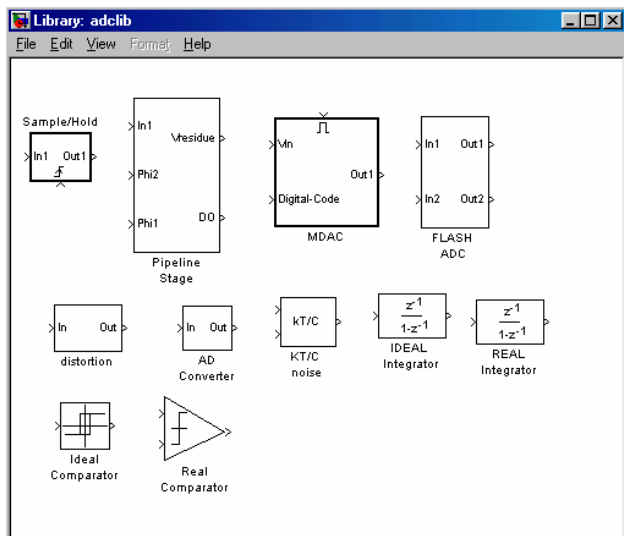 Library: adclib
File Edit View Format Help
Sample/Hold
In1 Out1
In1
Phi2
Phi1
Vresidue
DO
Pipeline
Stage
Vin
Digital-Code
Out1
MDAC
In1 Out1
In2 Out2
FLASH
ADC
In Out
distortion
In Out
AD
Converter
kT/C
KT/C
noise
z-1
1-z-1
IDEAL
Integrator
z-1
1-z-1
REAL
Integrator
Ideal
Comparator
Real
Comparator